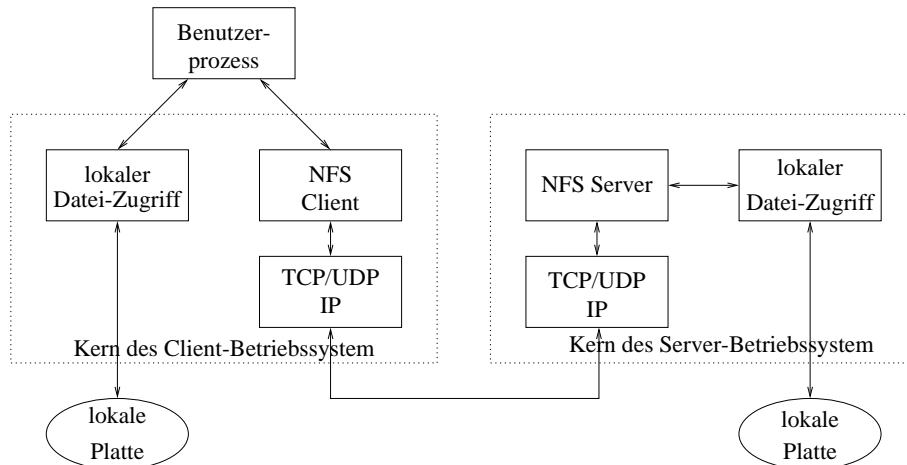 Benutzer-
prozess
lokaler
Datei-Zugriff
NFS
Client
NFS Server
lokaler
Datei-Zugriff
TCP/UDP
IP
TCP/UDP
IP
Kern des Client-Betriebssystem
Kern des Server-Betriebssystem
lokale
Platte
lokale
Platte